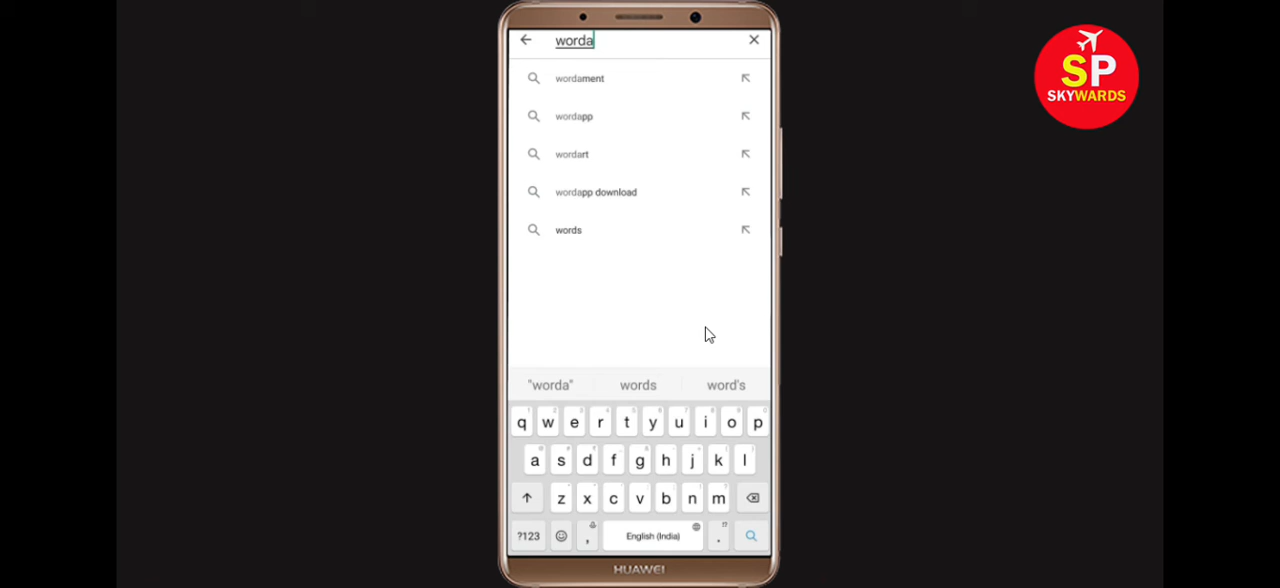 worda
SP
SKYWARDS
wordament
wordapp
wordart
wordapp download
words
"worda" words word's
q w e r t y u i o p
a s d f g h j k l
z x c v b n m
?123 , English (India) .
HUAWEI